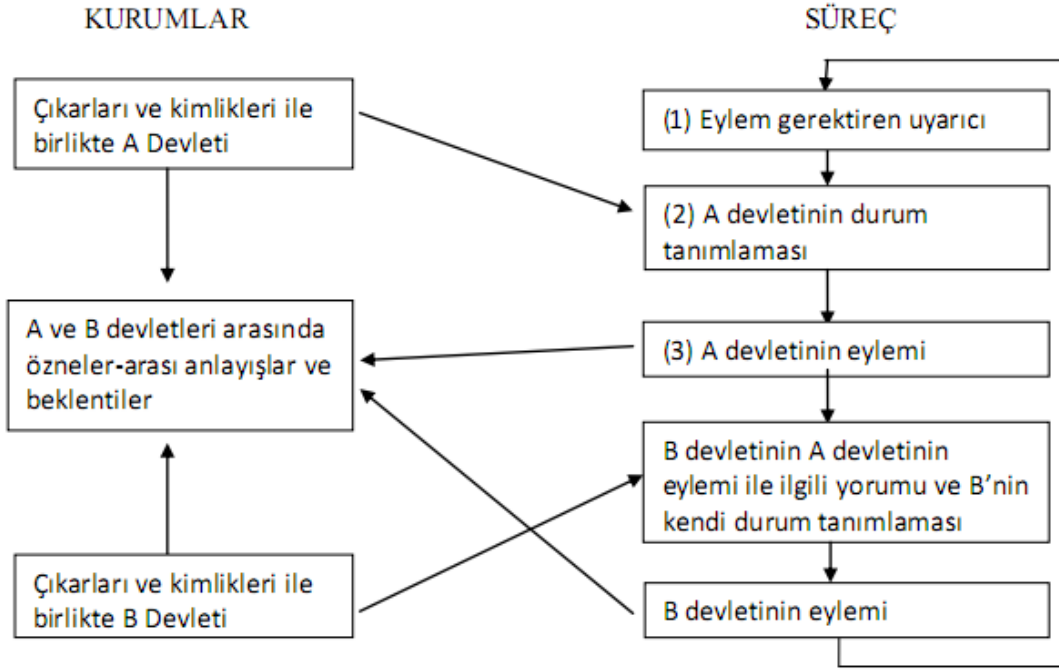 KURUMLAR
Çıkarları ve kimlikleri ile
birlikte A Devleti
A ve B devletleri arasında
özneler-arası anlayışlar ve
beklentiler
Çıkarları ve kimlikleri ile
birlikte B Devleti
SÜREÇ
(1) Eylem gerektiren uyarıcı
(2) A devletinin durum
tanımlaması
(3) A devletinin eylemi
B devletinin A devletinin
eylemi ile ilgili yorumu ve B’nin
kendi durum tanımlaması
B devletinin eylemi